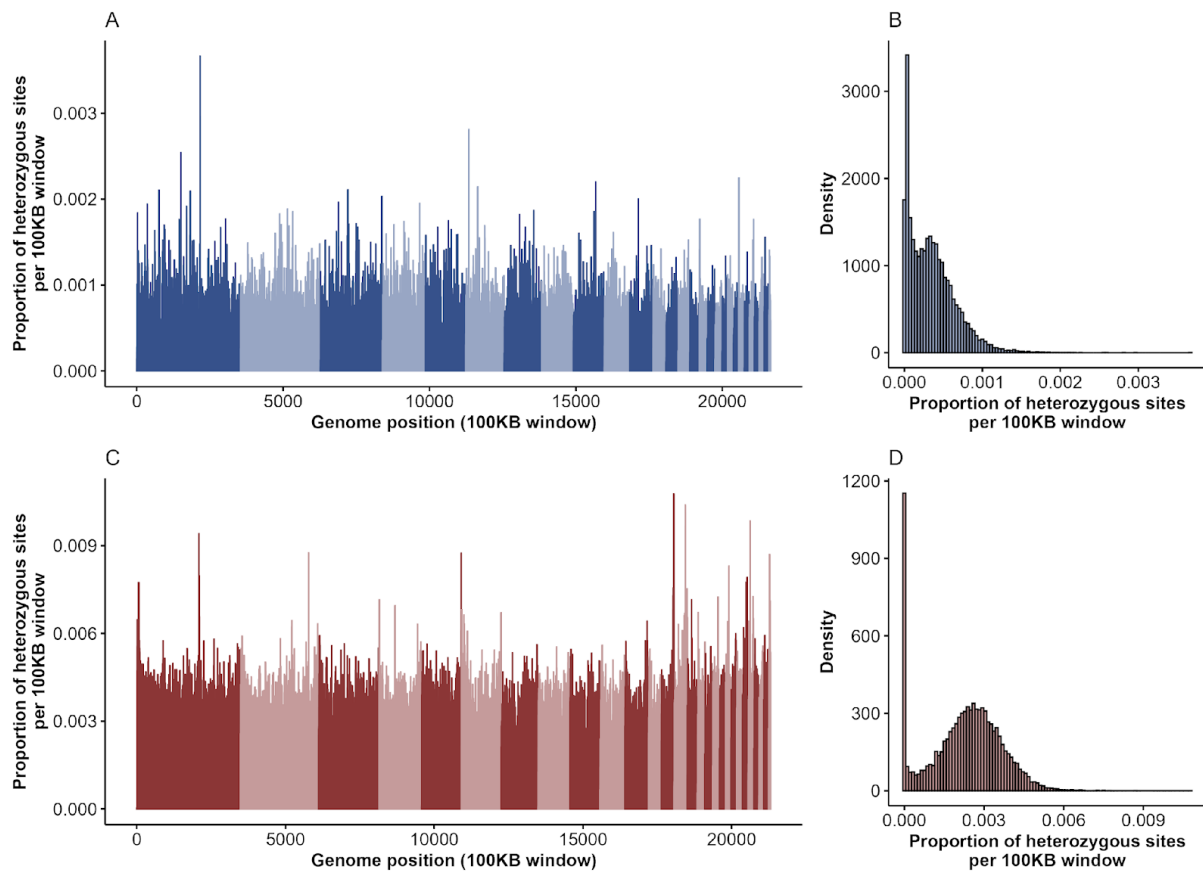 A
Proportion of heterozygous sites
per 100KB window
0.003
0.002
0.001
0.000
0
5000
10000
15000
20000
Genome position (100KB window)
B
Density
3000
2000
1000
0
0.000
0.001
0.002
0.003
Proportion of heterozygous sites
per 100KB window
C
Proportion of heterozygous sites
per 100KB window
0.009
0.006
0.003
0.000
0
5000
10000
15000
20000
Genome position (100KB window)
D
Density
1200
900
600
300
0
0.000
0.003
0.006
0.009
Proportion of heterozygous sites
per 100KB window